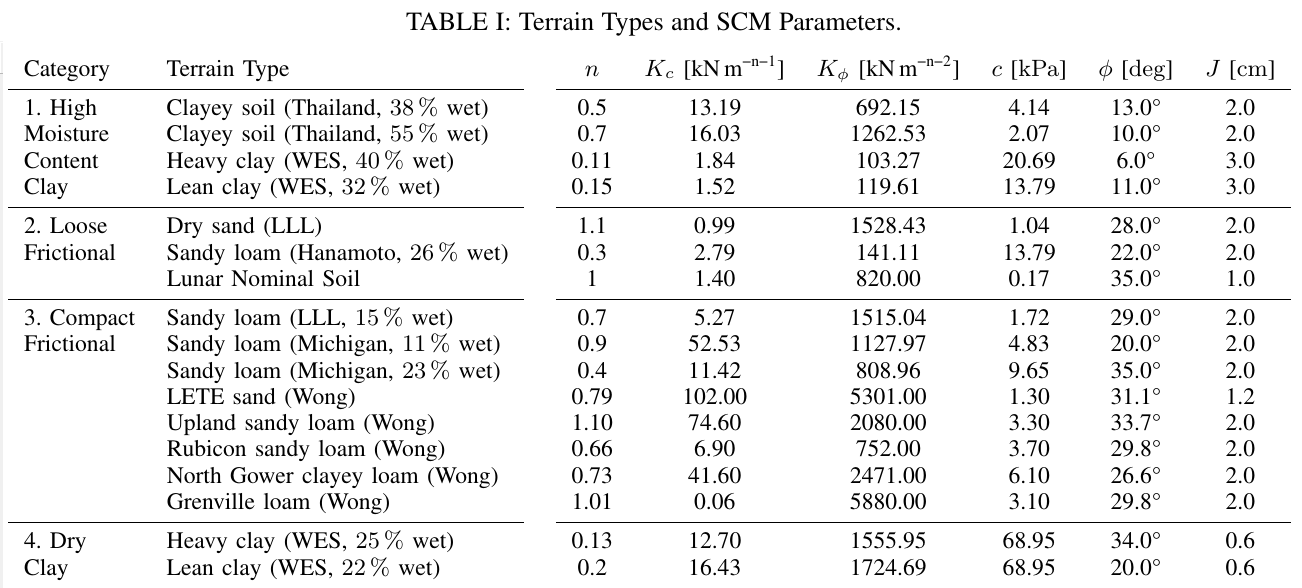 TABLE I: Terrain Types and SCM Parameters.
Category Terrain Type n K_c [kN m^−n−1] K_ϕ [kN m^−n−2] c [kPa] ϕ [deg] J [cm]
1. High Clayey soil (Thailand, 38 % wet) 0.5 13.19 692.15 4.14 13.0° 2.0
Moisture Clayey soil (Thailand, 55 % wet) 0.7 16.03 1262.53 2.07 10.0° 2.0
Content Heavy clay (WES, 40 % wet) 0.11 1.84 103.27 20.69 6.0° 3.0
Clay Lean clay (WES, 32 % wet) 0.15 1.52 119.61 13.79 11.0° 3.0
2. Loose Dry sand (LLL) 1.1 0.99 1528.43 1.04 28.0° 2.0
Frictional Sandy loam (Hanamoto, 26 % wet) 0.3 2.79 141.11 13.79 22.0° 2.0
Lunar Nominal Soil 1 1.40 820.00 0.17 35.0° 1.0
3. Compact Sandy loam (LLL, 15 % wet) 0.7 5.27 1515.04 1.72 29.0° 2.0
Frictional Sandy loam (Michigan, 11 % wet) 0.9 52.53 1127.97 4.83 20.0° 2.0
Sandy loam (Michigan, 23 % wet) 0.4 11.42 808.96 9.65 35.0° 2.0
LETE sand (Wong) 0.79 102.00 5301.00 1.30 31.1° 1.2
Upland sandy loam (Wong) 1.10 74.60 2080.00 3.30 33.7° 2.0
Rubicon sandy loam (Wong) 0.66 6.90 752.00 3.70 29.8° 2.0
North Gower clayey loam (Wong) 0.73 41.60 2471.00 6.10 26.6° 2.0
Grenville loam (Wong) 1.01 0.06 5880.00 3.10 29.8° 2.0
4. Dry Heavy clay (WES, 25 % wet) 0.13 12.70 1555.95 68.95 34.0° 0.6
Clay Lean clay (WES, 22 % wet) 0.2 16.43 1724.69 68.95 20.0° 0.6